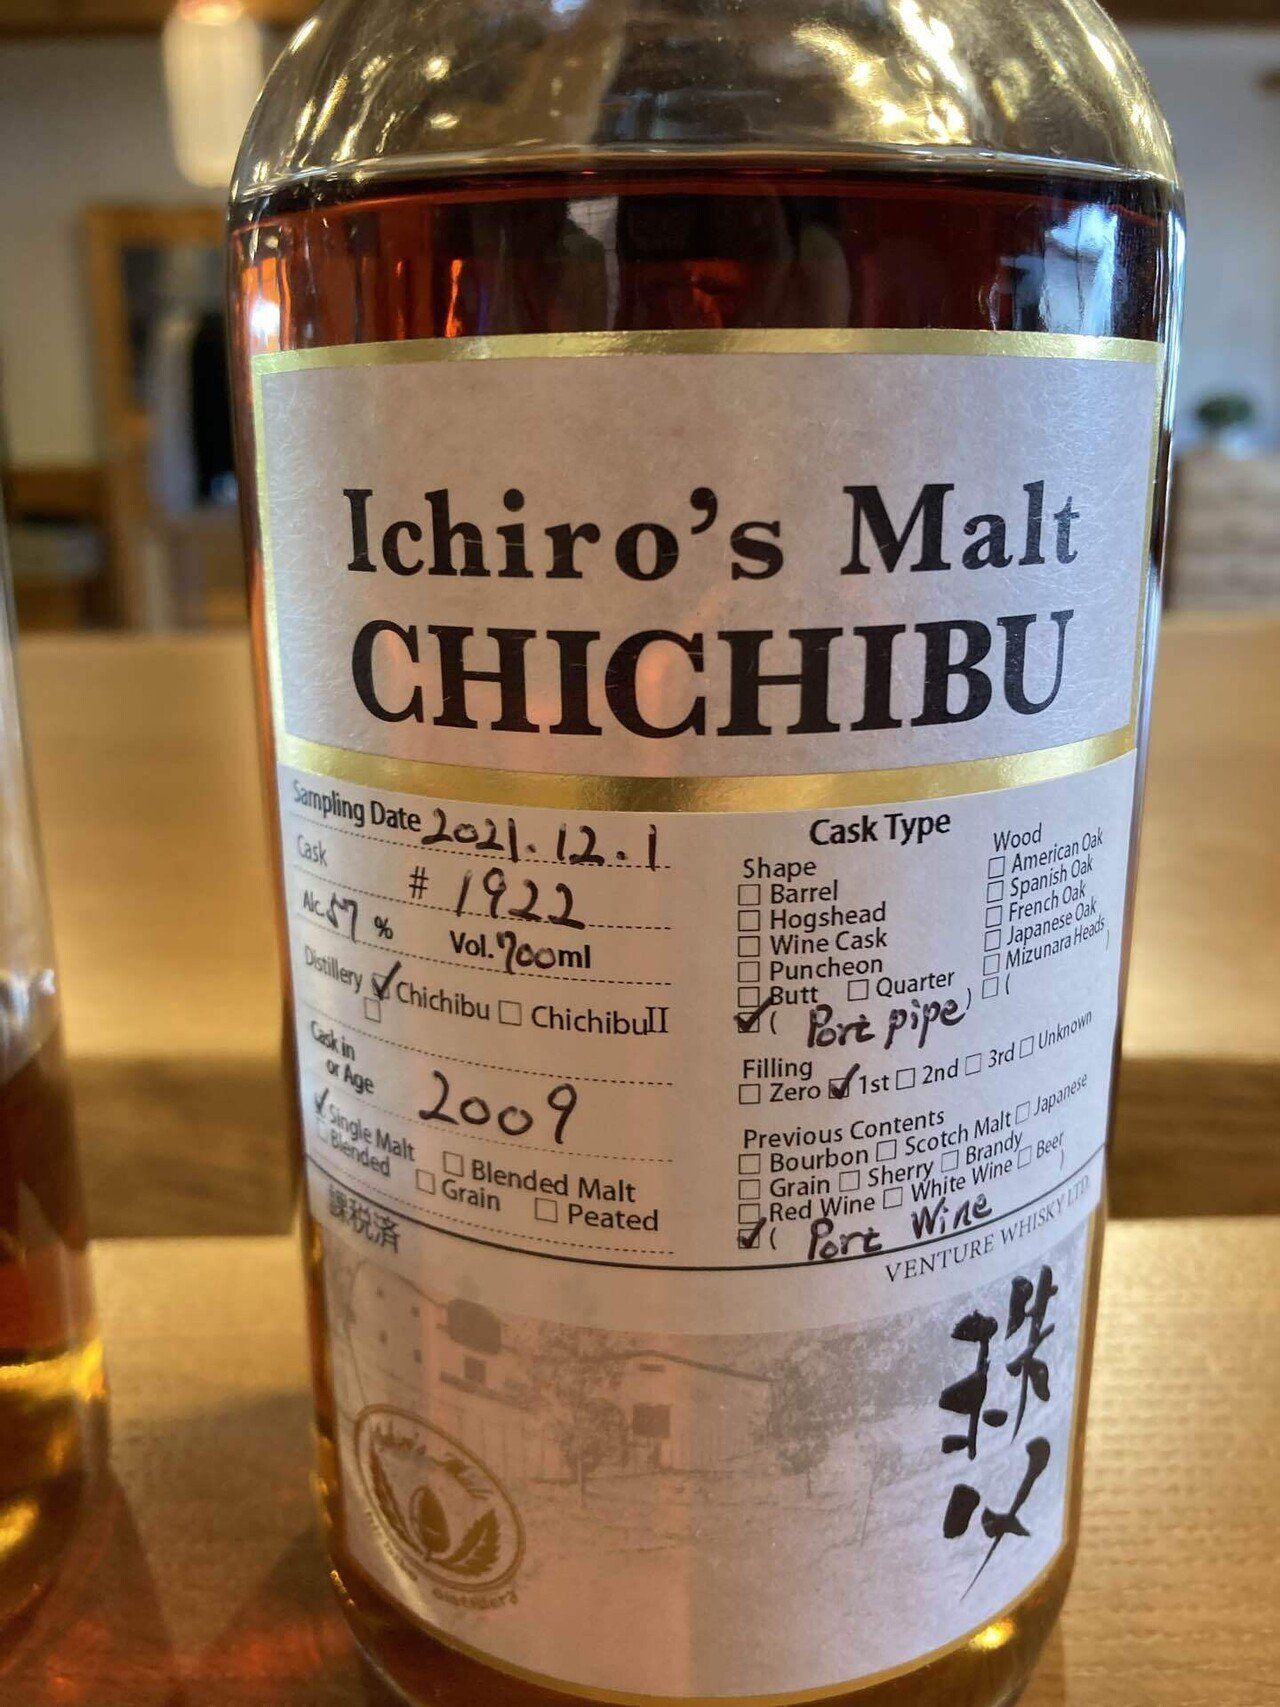 Ichiro's Malt
CHICHIBU
Sampling Date 2021.12.1
Cask # 1922
Alc. 57 % Vol. 700ml
Distillery Chichibu ChichibuII
Cask in
or Age 2009
Single Malt Blended Malt
Blended Grain Peated
課税済
Cask Type
Shape
Barrel
Hogshead
Wine Cask
Puncheon
Butt Quarter
( Port pipe )
Wood
American Oak
Spanish Oak
French Oak
Japanese Oak
Mizunara Heads
( )
Filling
Zero 1st 2nd 3rd Unknown
Previous Contents
Bourbon Scotch Malt Japanese
Grain Sherry Brandy
Red Wine White Wine Beer
( Port Wine )
VENTURE WHISKY LTD.
秩父
Ichiro's Malt
Distillery